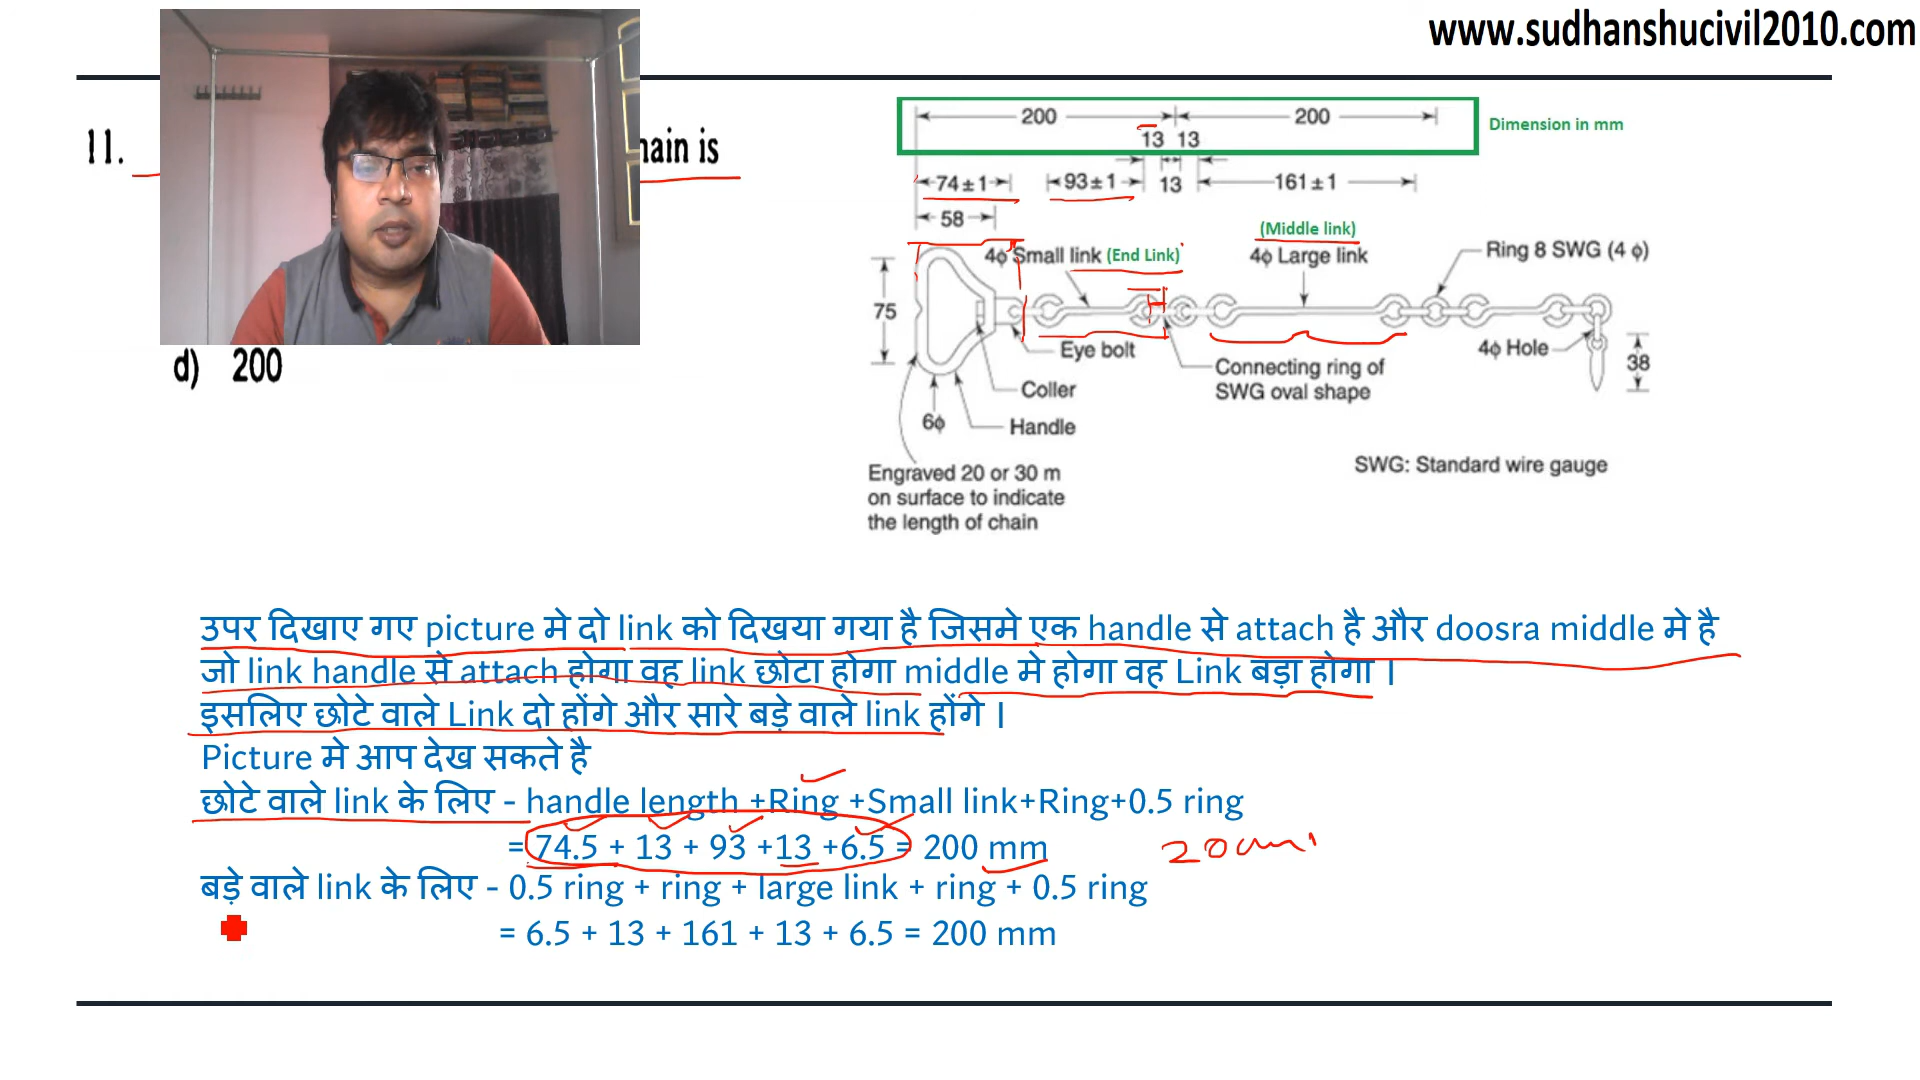 www.sudhanshucivil2010.com
11.
hain is
d) 200
200 200
Dimension in mm
13 13
74±1 93±1 13 161±1
58
(Middle link)
4ϕ Small link (End Link)
4ϕ Large link
Ring 8 SWG (4 ϕ)
75
Eye bolt
4ϕ Hole
38
Connecting ring of
SWG oval shape
Coller
6ϕ
Handle
Engraved 20 or 30 m
on surface to indicate
the length of chain
SWG: Standard wire gauge
उपर दिखाए गए picture मे दो link को दिखया गया है जिसमे एक handle से attach है और doosra middle मे है
जो link handle से attach होगा वह link छोटा होगा middle मे होगा वह Link बड़ा होगा ।
इसलिए छोटे वाले Link दो होंगे और सारे बड़े वाले link होंगे ।
Picture मे आप देख सकते है
छोटे वाले link के लिए - handle length +Ring +Small link+Ring+0.5 ring
= 74.5 + 13 + 93 +13 +6.5 = 200 mm 20cm
बड़े वाले link के लिए - 0.5 ring + ring + large link + ring + 0.5 ring
= 6.5 + 13 + 161 + 13 + 6.5 = 200 mm